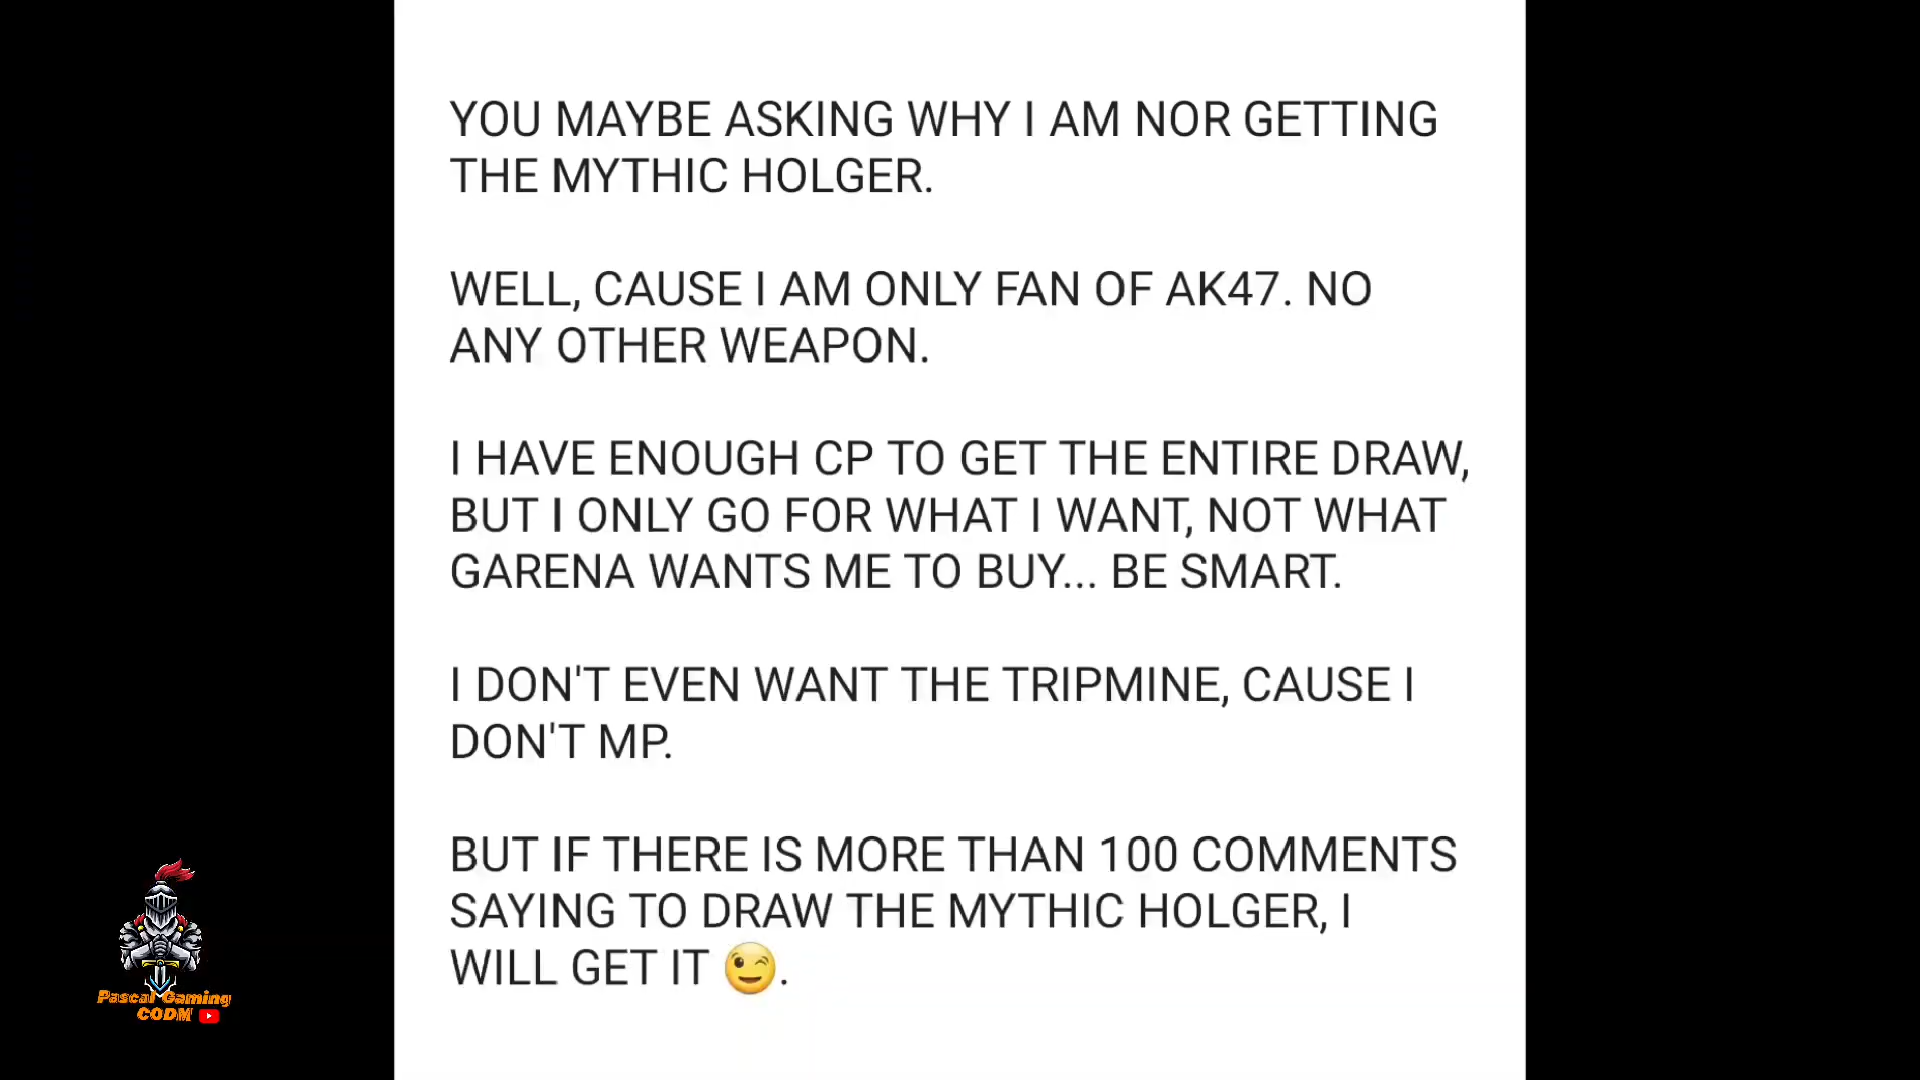 YOU MAYBE ASKING WHY I AM NOR GETTING
THE MYTHIC HOLGER.
WELL, CAUSE I AM ONLY FAN OF AK47. NO
ANY OTHER WEAPON.
I HAVE ENOUGH CP TO GET THE ENTIRE DRAW,
BUT I ONLY GO FOR WHAT I WANT, NOT WHAT
GARENA WANTS ME TO BUY... BE SMART.
I DON'T EVEN WANT THE TRIPMINE, CAUSE I
DON'T MP.
BUT IF THERE IS MORE THAN 100 COMMENTS
SAYING TO DRAW THE MYTHIC HOLGER, I
WILL GET IT 😉.
Pascal Gaming
CODM